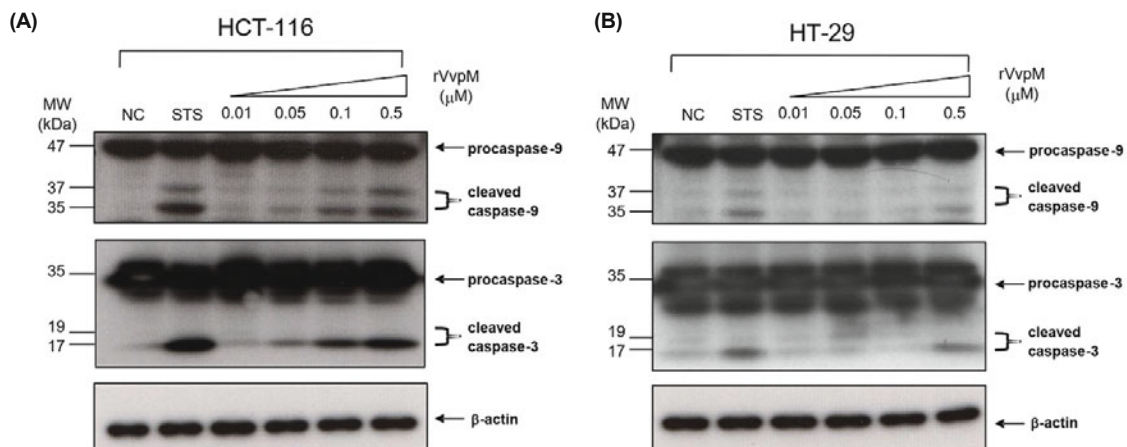 (A)
HCT-116
rVvpM
(μM)
MW
(kDa)
NC STS 0.01 0.05 0.1 0.5
47
procaspase-9
37
35
cleaved
caspase-9
35
procaspase-3
19
17
cleaved
caspase-3
β-actin
(B)
HT-29
rVvpM
(μM)
MW
(kDa)
NC STS 0.01 0.05 0.1 0.5
47
procaspase-9
37
35
cleaved
caspase-9
35
procaspase-3
19
17
cleaved
caspase-3
β-actin